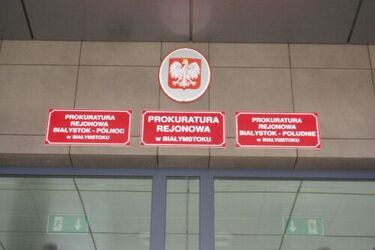 PROKURATURA
REJONOWA
BIAŁYSTOK - PÓŁNOC
w BIAŁYMSTOKU
PROKURATURA
REJONOWA
w BIAŁYMSTOKU
PROKURATURA
REJONOWA
BIAŁYSTOK - POŁUDNIE
w BIAŁYMSTOKU